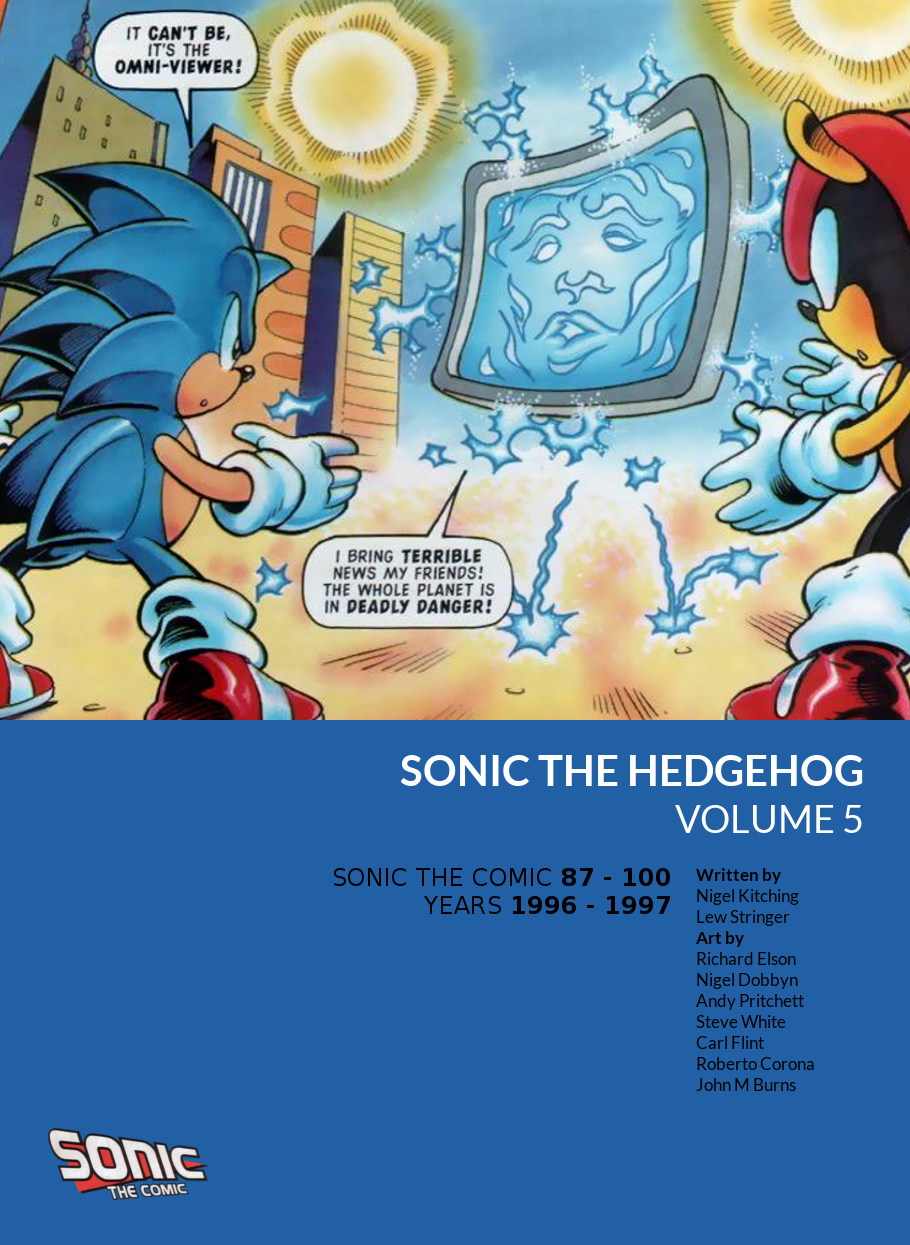 IT CAN'T BE,
IT'S THE
OMNI-VIEWER!
I BRING TERRIBLE
NEWS MY FRIENDS!
THE WHOLE PLANET IS
IN DEADLY DANGER!
SONIC THE HEDGEHOG
VOLUME 5
SONIC THE COMIC 87 - 100
YEARS 1996 - 1997
Written by
Nigel Kitching
Lew Stringer
Art by
Richard Elson
Nigel Dobbyn
Andy Pritchett
Steve White
Carl Flint
Roberto Corona
John M Burns
SONIC
THE COMIC